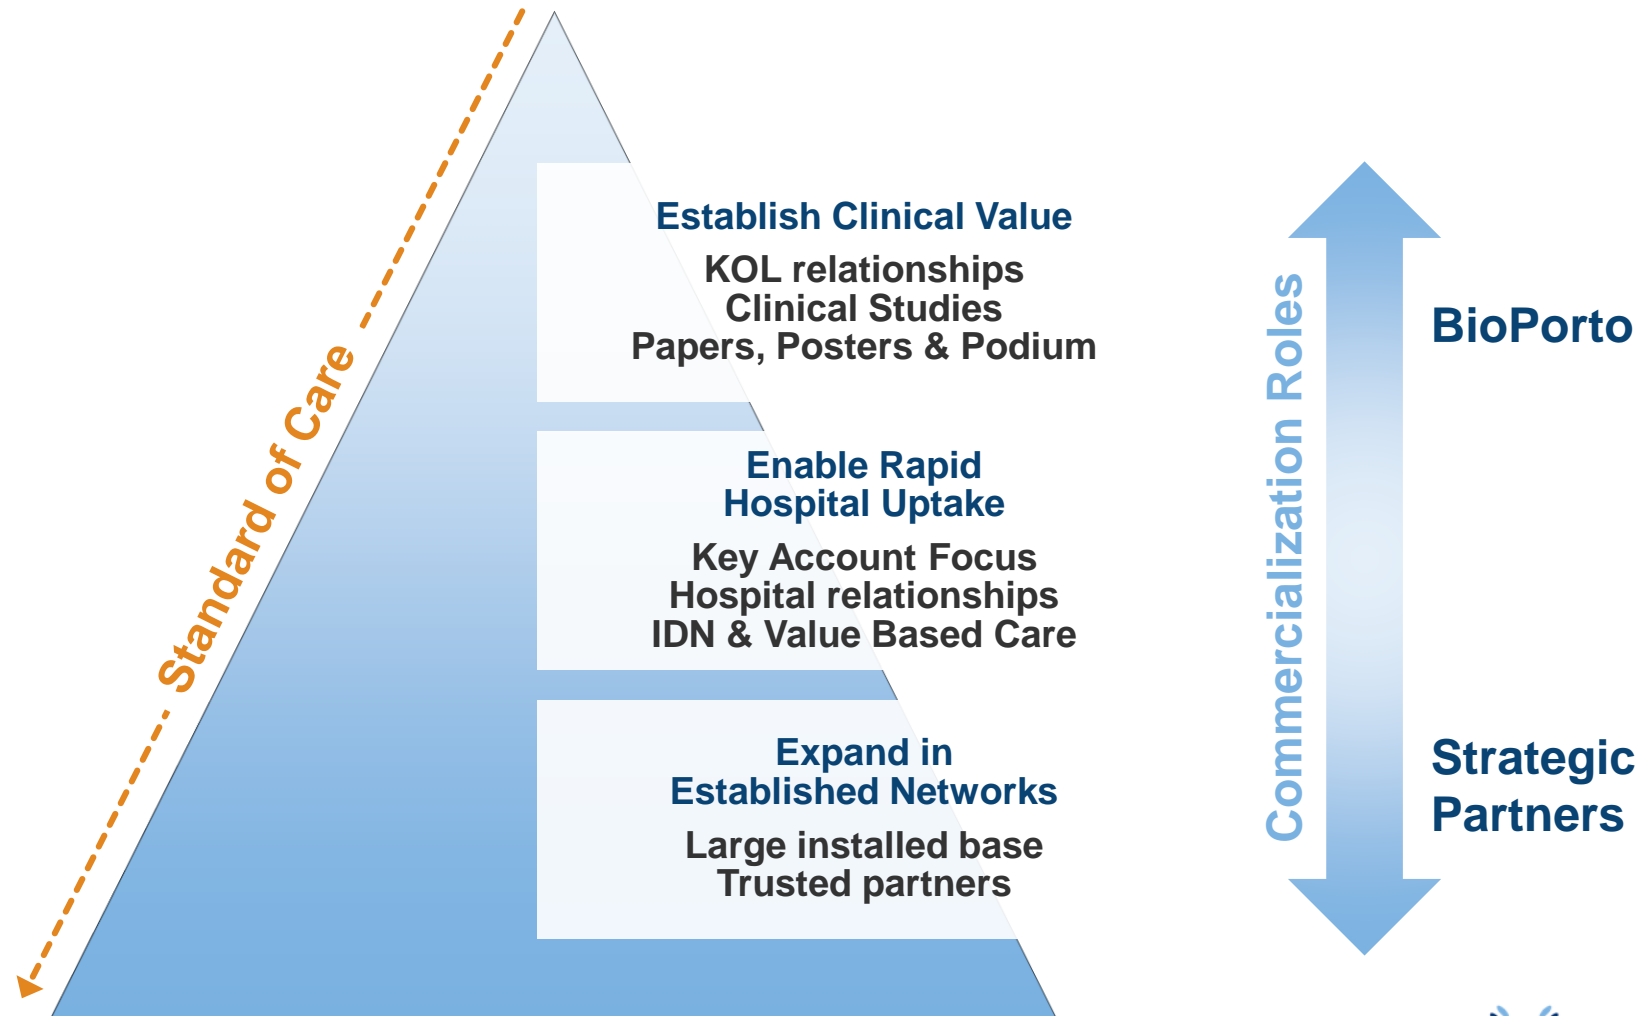 Standard of Care
Establish Clinical Value
KOL relationships
Clinical Studies
Papers, Posters & Podium
Enable Rapid
Hospital Uptake
Key Account Focus
Hospital relationships
IDN & Value Based Care
Expand in
Established Networks
Large installed base
Trusted partners
Commercialization Roles
BioPorto
Strategic
Partners